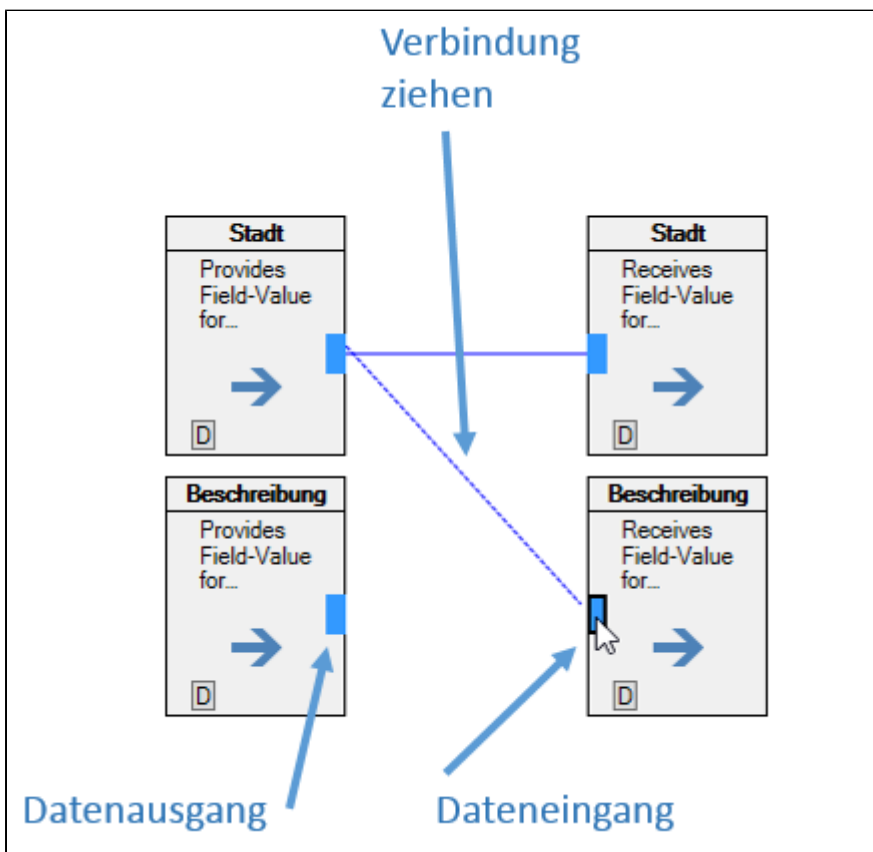 Verbindung
ziehen
Stadt
Provides
Field-Value
for...
D
Stadt
Receives
Field-Value
for...
D
Beschreibung
Provides
Field-Value
for...
D
Beschreibung
Receives
Field-Value
for...
D
Datenausgang
Dateneingang